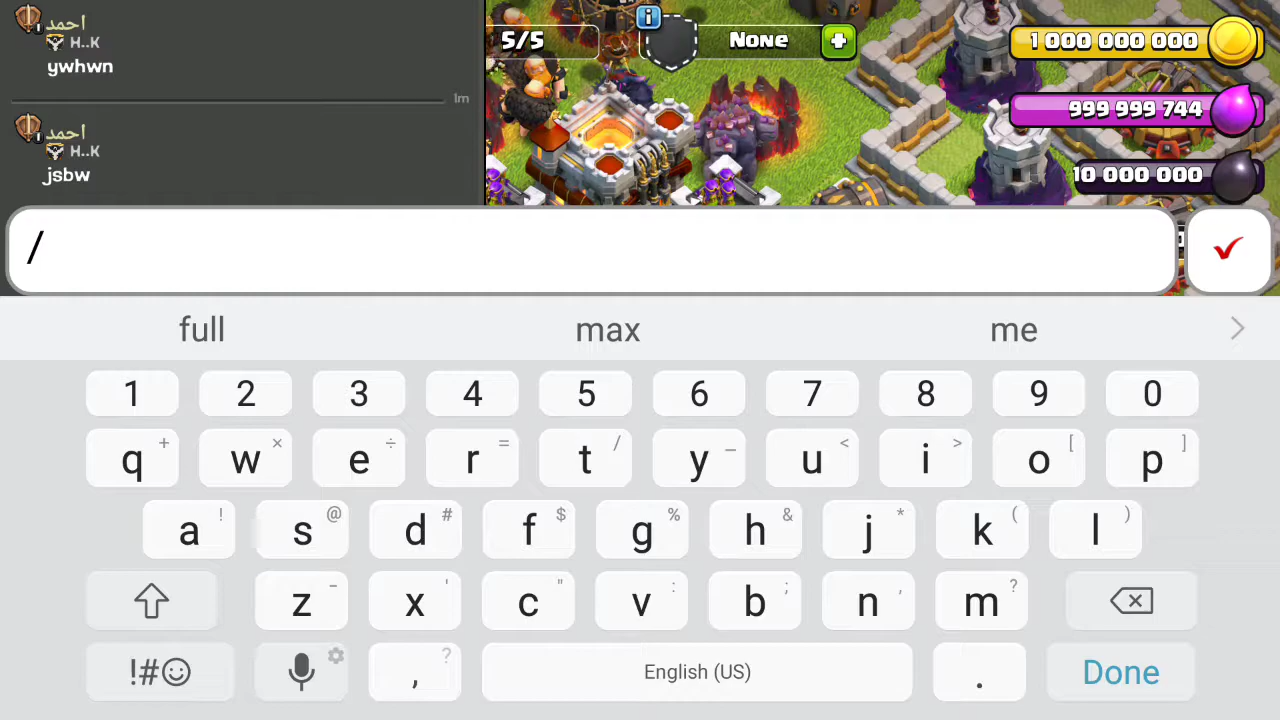 احمد
H..K
ywhwn
1m
احمد
H..K
jsbw
5/5
i
None
+
1 000 000 000
999 999 744
10 000 000
/
full max me
1 2 3 4 5 6 7 8 9 0
q + w × e ÷ r = t / y _ u < i > o [ p ]
a ! s @ d # f $ g % h & j * k ( l )
z - x ' c " v : b ; n , m ?
!#☺ , ? English (US) . Done